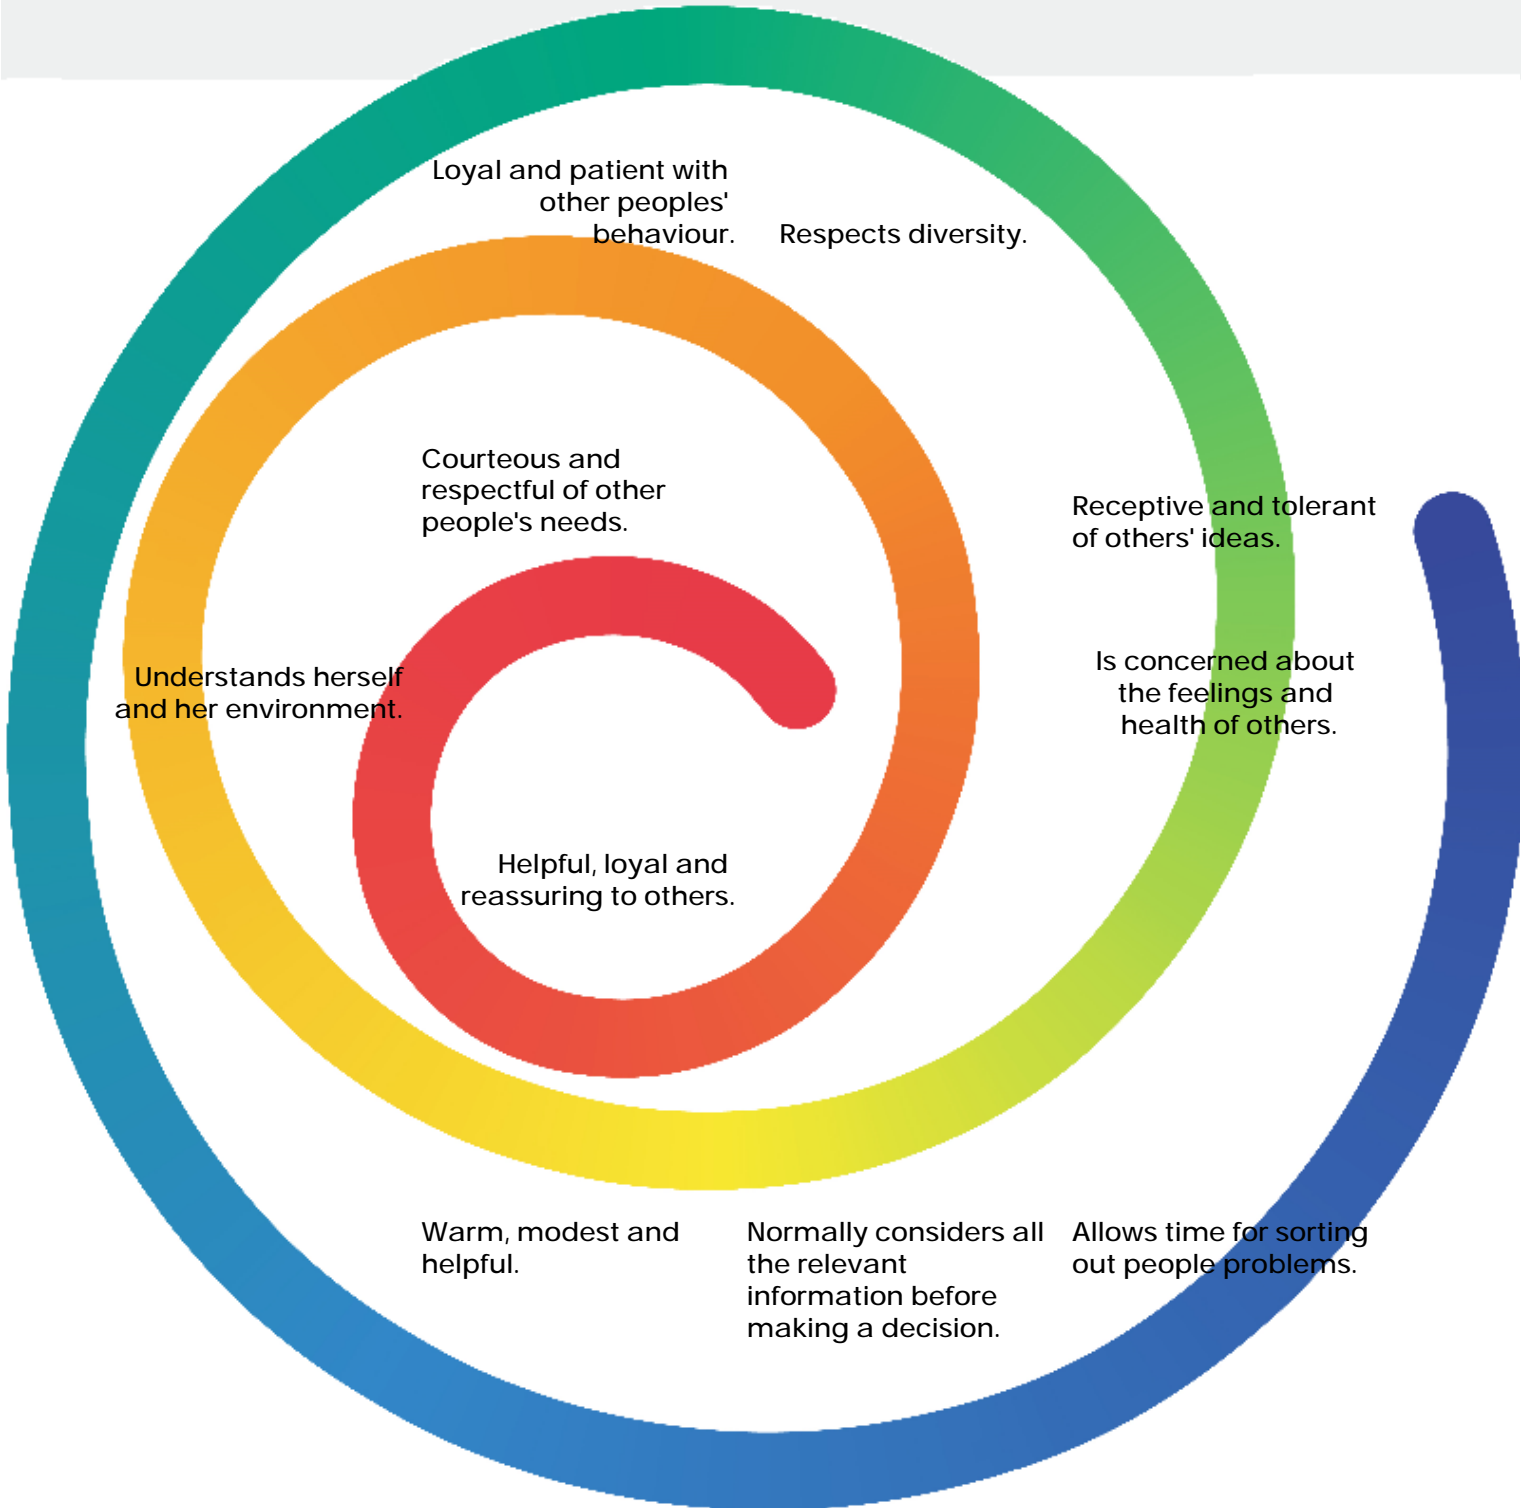 Loyal and patient with
other peoples'
behaviour.
Respects diversity.
Courteous and
respectful of other
people's needs.
Receptive and tolerant
of others' ideas.
Understands herself
and her environment.
Is concerned about
the feelings and
health of others.
Helpful, loyal and
reassuring to others.
Warm, modest and
helpful.
Normally considers all
the relevant
information before
making a decision.
Allows time for sorting
out people problems.